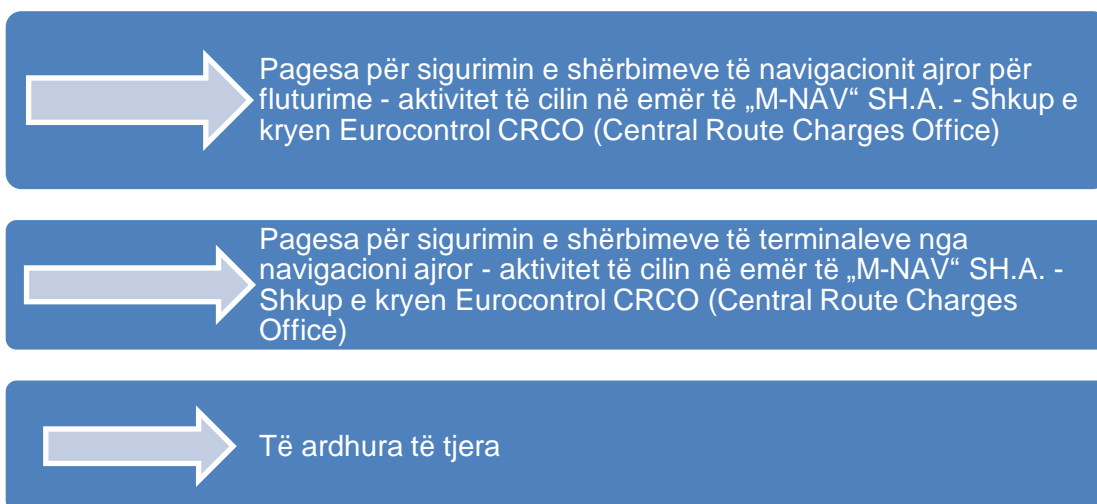 Pagesa për sigurimin e shërbimeve të navigacionit ajror për
fluturime - aktivitet të cilin në emër të „M-NAV“ SH.A. - Shkup e
kryen Eurocontrol CRCO (Central Route Charges Office)
Pagesa për sigurimin e shërbimeve të terminaleve nga
navigacioni ajror - aktivitet të cilin në emër të „M-NAV“ SH.A. -
Shkup e kryen Eurocontrol CRCO (Central Route Charges
Office)
Të ardhura të tjera